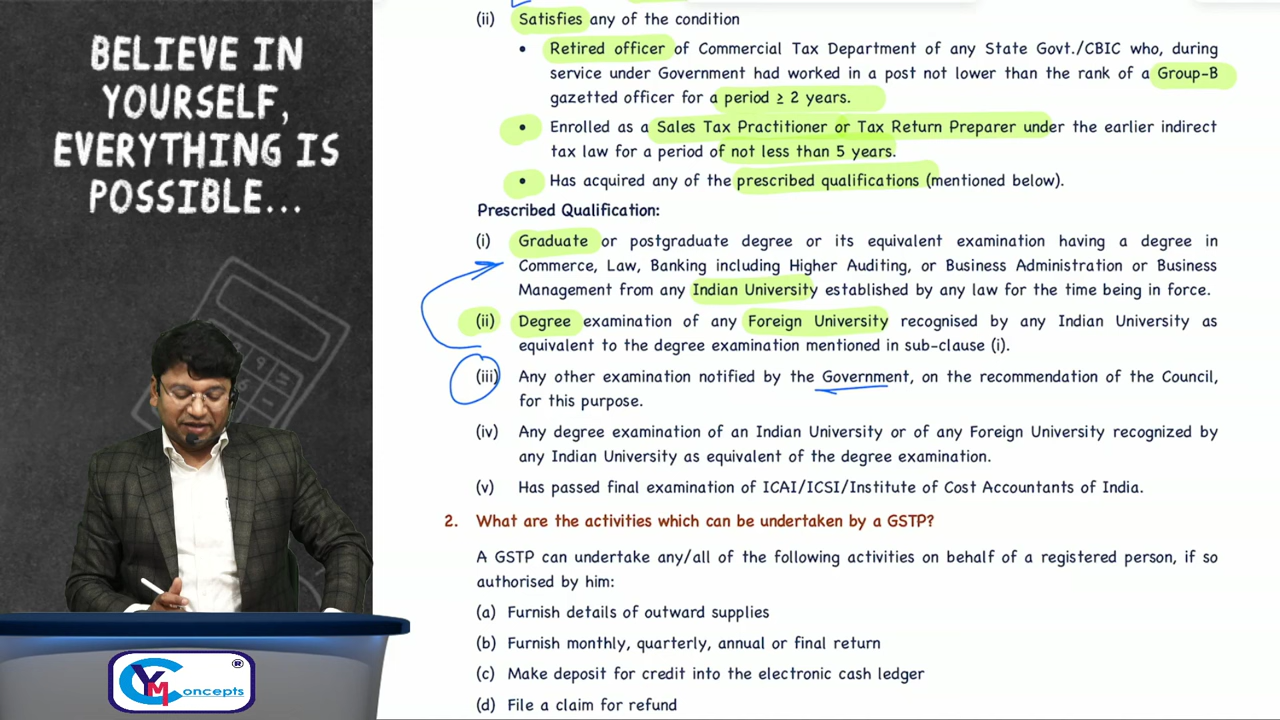 BELIEVE IN
YOURSELF,
EVERYTHING IS
POSSIBLE...
(ii) Satisfies any of the condition
• Retired officer of Commercial Tax Department of any State Govt./CBIC who, during
service under Government had worked in a post not lower than the rank of a Group-B
gazetted officer for a period ≥ 2 years.
• Enrolled as a Sales Tax Practitioner or Tax Return Preparer under the earlier indirect
tax law for a period of not less than 5 years.
• Has acquired any of the prescribed qualifications (mentioned below).
Prescribed Qualification:
(i) Graduate or postgraduate degree or its equivalent examination having a degree in
Commerce, Law, Banking including Higher Auditing, or Business Administration or Business
Management from any Indian University established by any law for the time being in force.
(ii) Degree examination of any Foreign University recognised by any Indian University as
equivalent to the degree examination mentioned in sub-clause (i).
(iii) Any other examination notified by the Government, on the recommendation of the Council,
for this purpose.
(iv) Any degree examination of an Indian University or of any Foreign University recognized by
any Indian University as equivalent of the degree examination.
(v) Has passed final examination of ICAI/ICSI/Institute of Cost Accountants of India.
2. What are the activities which can be undertaken by a GSTP?
A GSTP can undertake any/all of the following activities on behalf of a registered person, if so
authorised by him:
(a) Furnish details of outward supplies
(b) Furnish monthly, quarterly, annual or final return
(c) Make deposit for credit into the electronic cash ledger
(d) File a claim for refund
YM Concepts ®